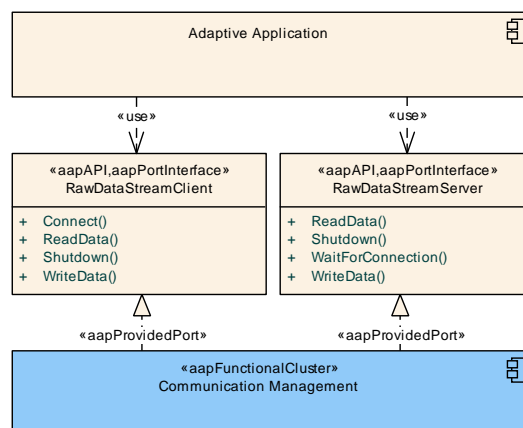 Adaptive Application
«use»
«use»
«aapAPI,aapPortInterface»
RawDataStreamClient
+ Connect()
+ ReadData()
+ Shutdown()
+ WriteData()
«aapAPI,aapPortInterface»
RawDataStreamServer
+ ReadData()
+ Shutdown()
+ WaitForConnection()
+ WriteData()
«aapProvidedPort»
«aapProvidedPort»
«aapFunctionalCluster»
Communication Management